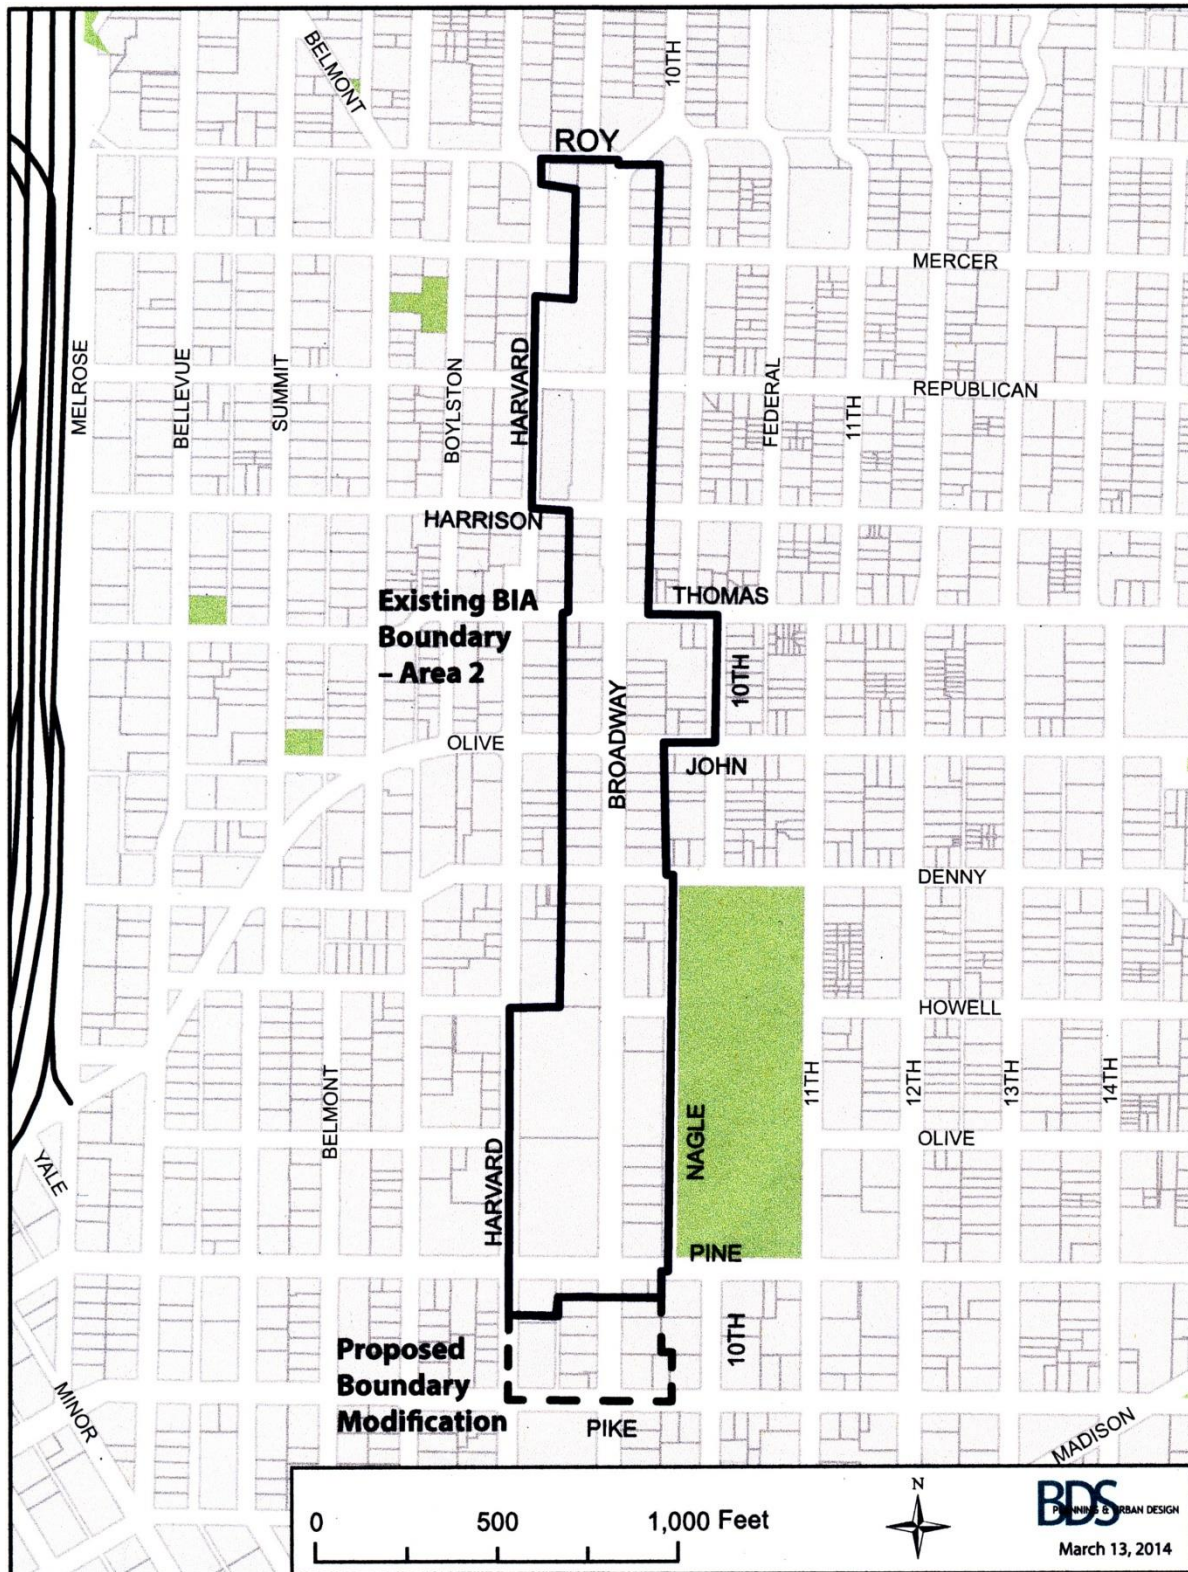 BELMONT
10TH
ROY
MERCER
MELROSE
BELLEVUE
SUMMIT
BOYLSTON
HARVARD
FEDERAL
REPUBLICAN
11TH
HARRISON
Existing BIA
Boundary
– Area 2
THOMAS
10TH
BROADWAY
OLIVE
JOHN
DENNY
HOWELL
BELMONT
11TH
12TH
13TH
14TH
OLIVE
YALE
HARVARD
NAGLE
PINE
10TH
Proposed
Boundary
Modification
MINOR
PIKE
MADISON
0 500 1,000 Feet
N
BDS
PLANNING & URBAN DESIGN
March 13, 2014